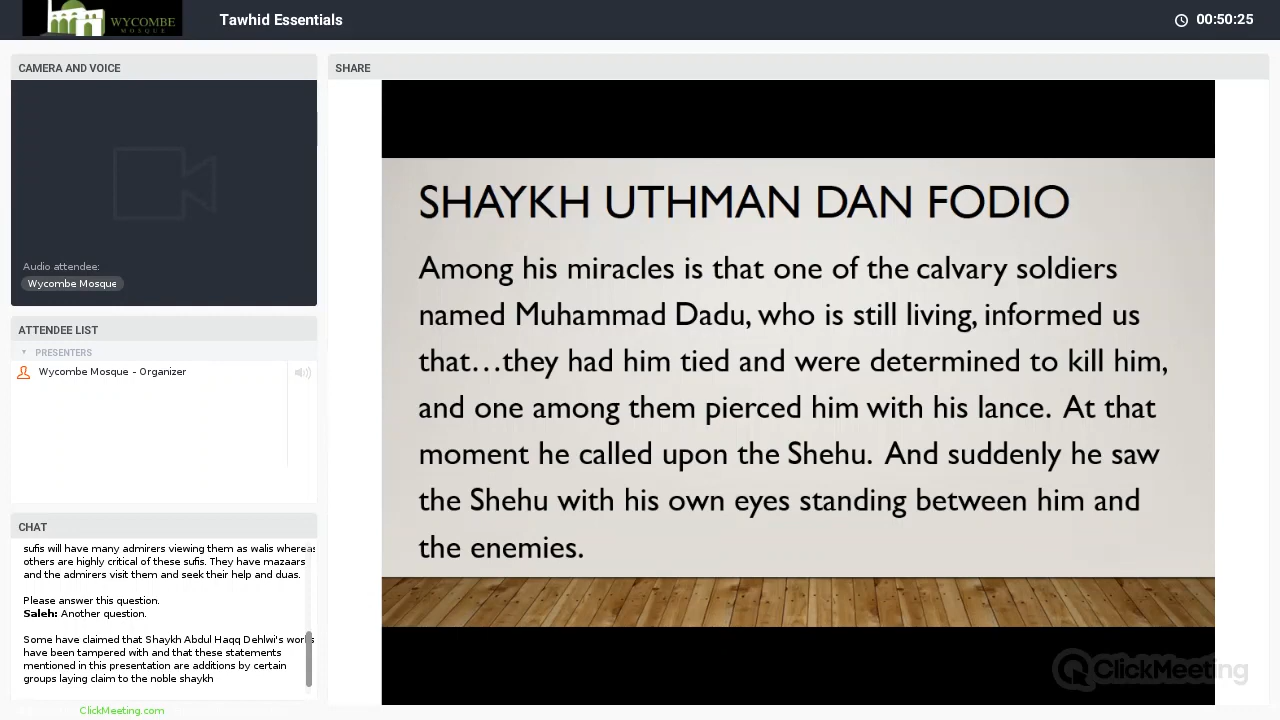 WYCOMBE
MOSQUE
Tawhid Essentials
00:50:25
CAMERA AND VOICE
Audio attendee:
Wycombe Mosque
ATTENDEE LIST
PRESENTERS
Wycombe Mosque - Organizer
CHAT
sufis will have many admirers viewing them as walis whereas
others are highly critical of these sufis. They have mazaars
and the admirers visit them and seek their help and duas.
Please answer this question.
Saleh: Another question.
Some have claimed that Shaykh Abdul Haqq Dehlwi's works
have been tampered with and that these statements
mentioned in this presentation are additions by certain
groups laying claim to the noble shaykh
ClickMeeting.com
SHARE
SHAYKH UTHMAN DAN FODIO
Among his miracles is that one of the calvary soldiers
named Muhammad Dadu, who is still living, informed us
that...they had him tied and were determined to kill him,
and one among them pierced him with his lance. At that
moment he called upon the Shehu. And suddenly he saw
the Shehu with his own eyes standing between him and
the enemies.
ClickMeeting